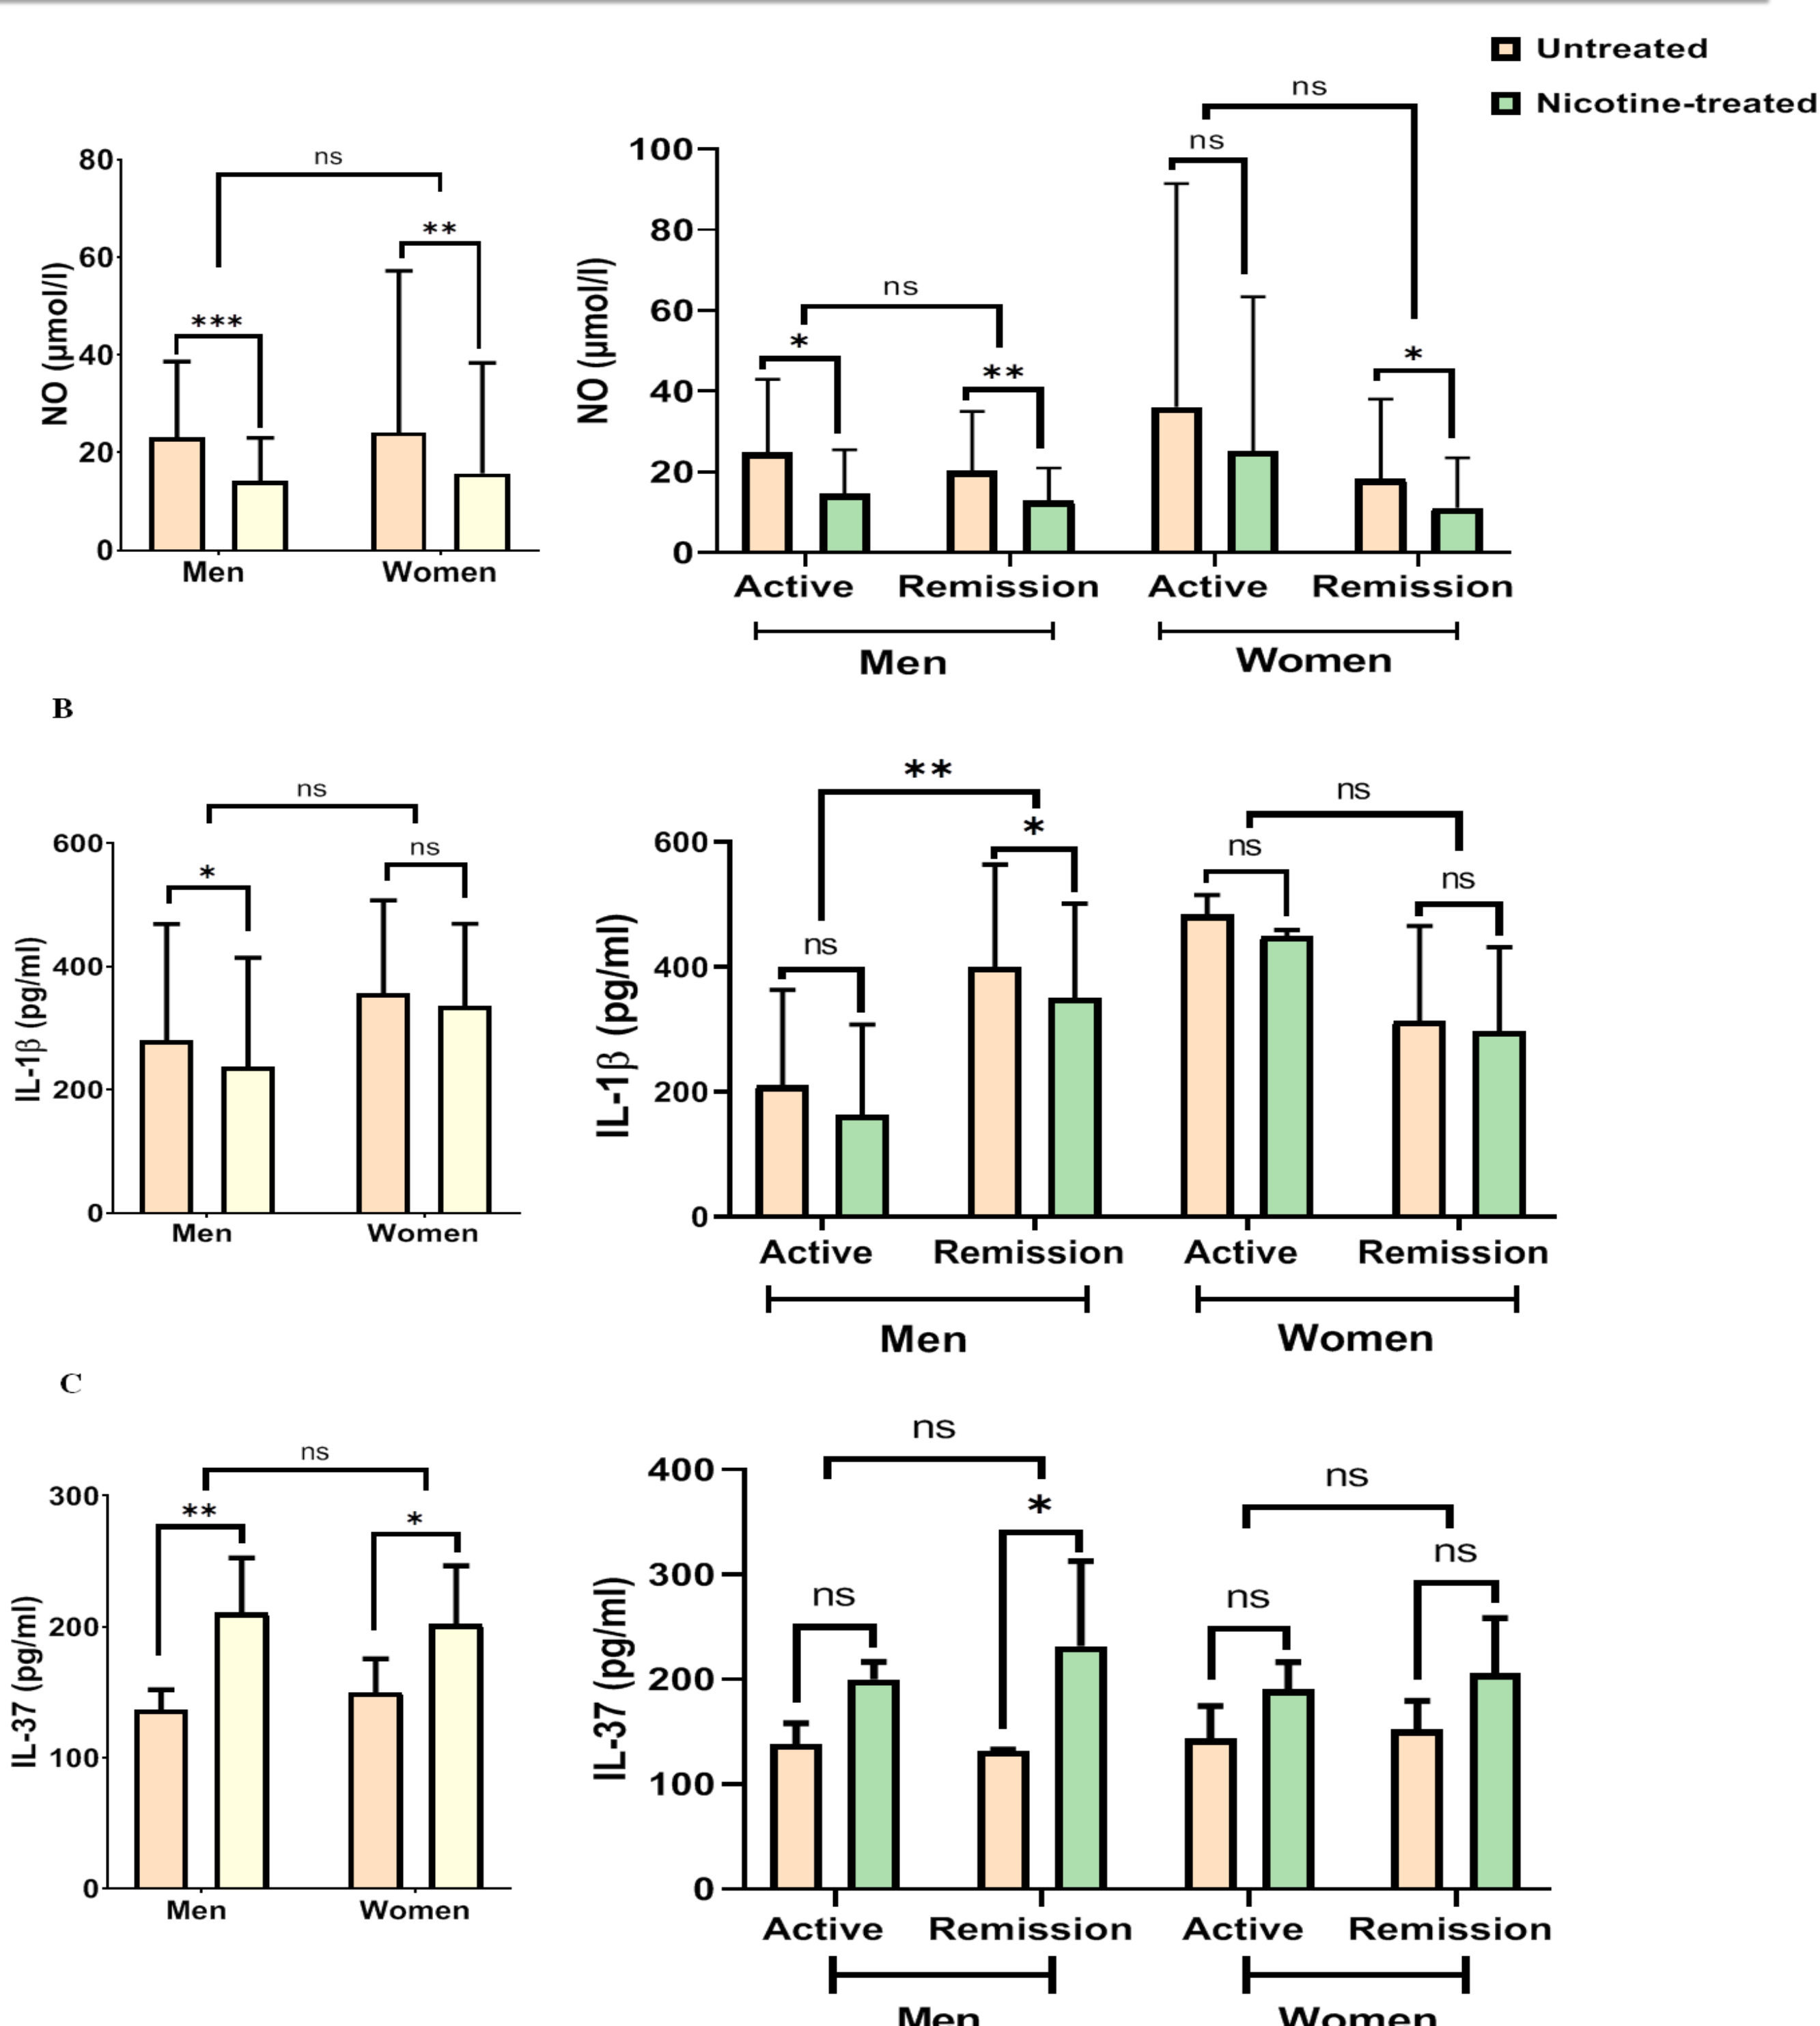 Untreated
Nicotine-treated
ns
***
**
NO (µmol/l)
80
60
40
20
0
Men
Women
ns
ns
ns
*
**
*
NO (µmol/l)
100
80
60
40
20
0
Active
Remission
Active
Remission
Men
Women
B
ns
*
ns
IL-1β (pg/ml)
600
400
200
0
Men
Women
**
ns
*
ns
ns
ns
IL-1β (pg/ml)
600
400
200
0
Active
Remission
Active
Remission
Men
Women
C
ns
**
*
IL-37 (pg/ml)
300
200
100
0
Men
Women
ns
ns
*
ns
ns
ns
IL-37 (pg/ml)
400
300
200
100
0
Active
Remission
Active
Remission
Men
Women